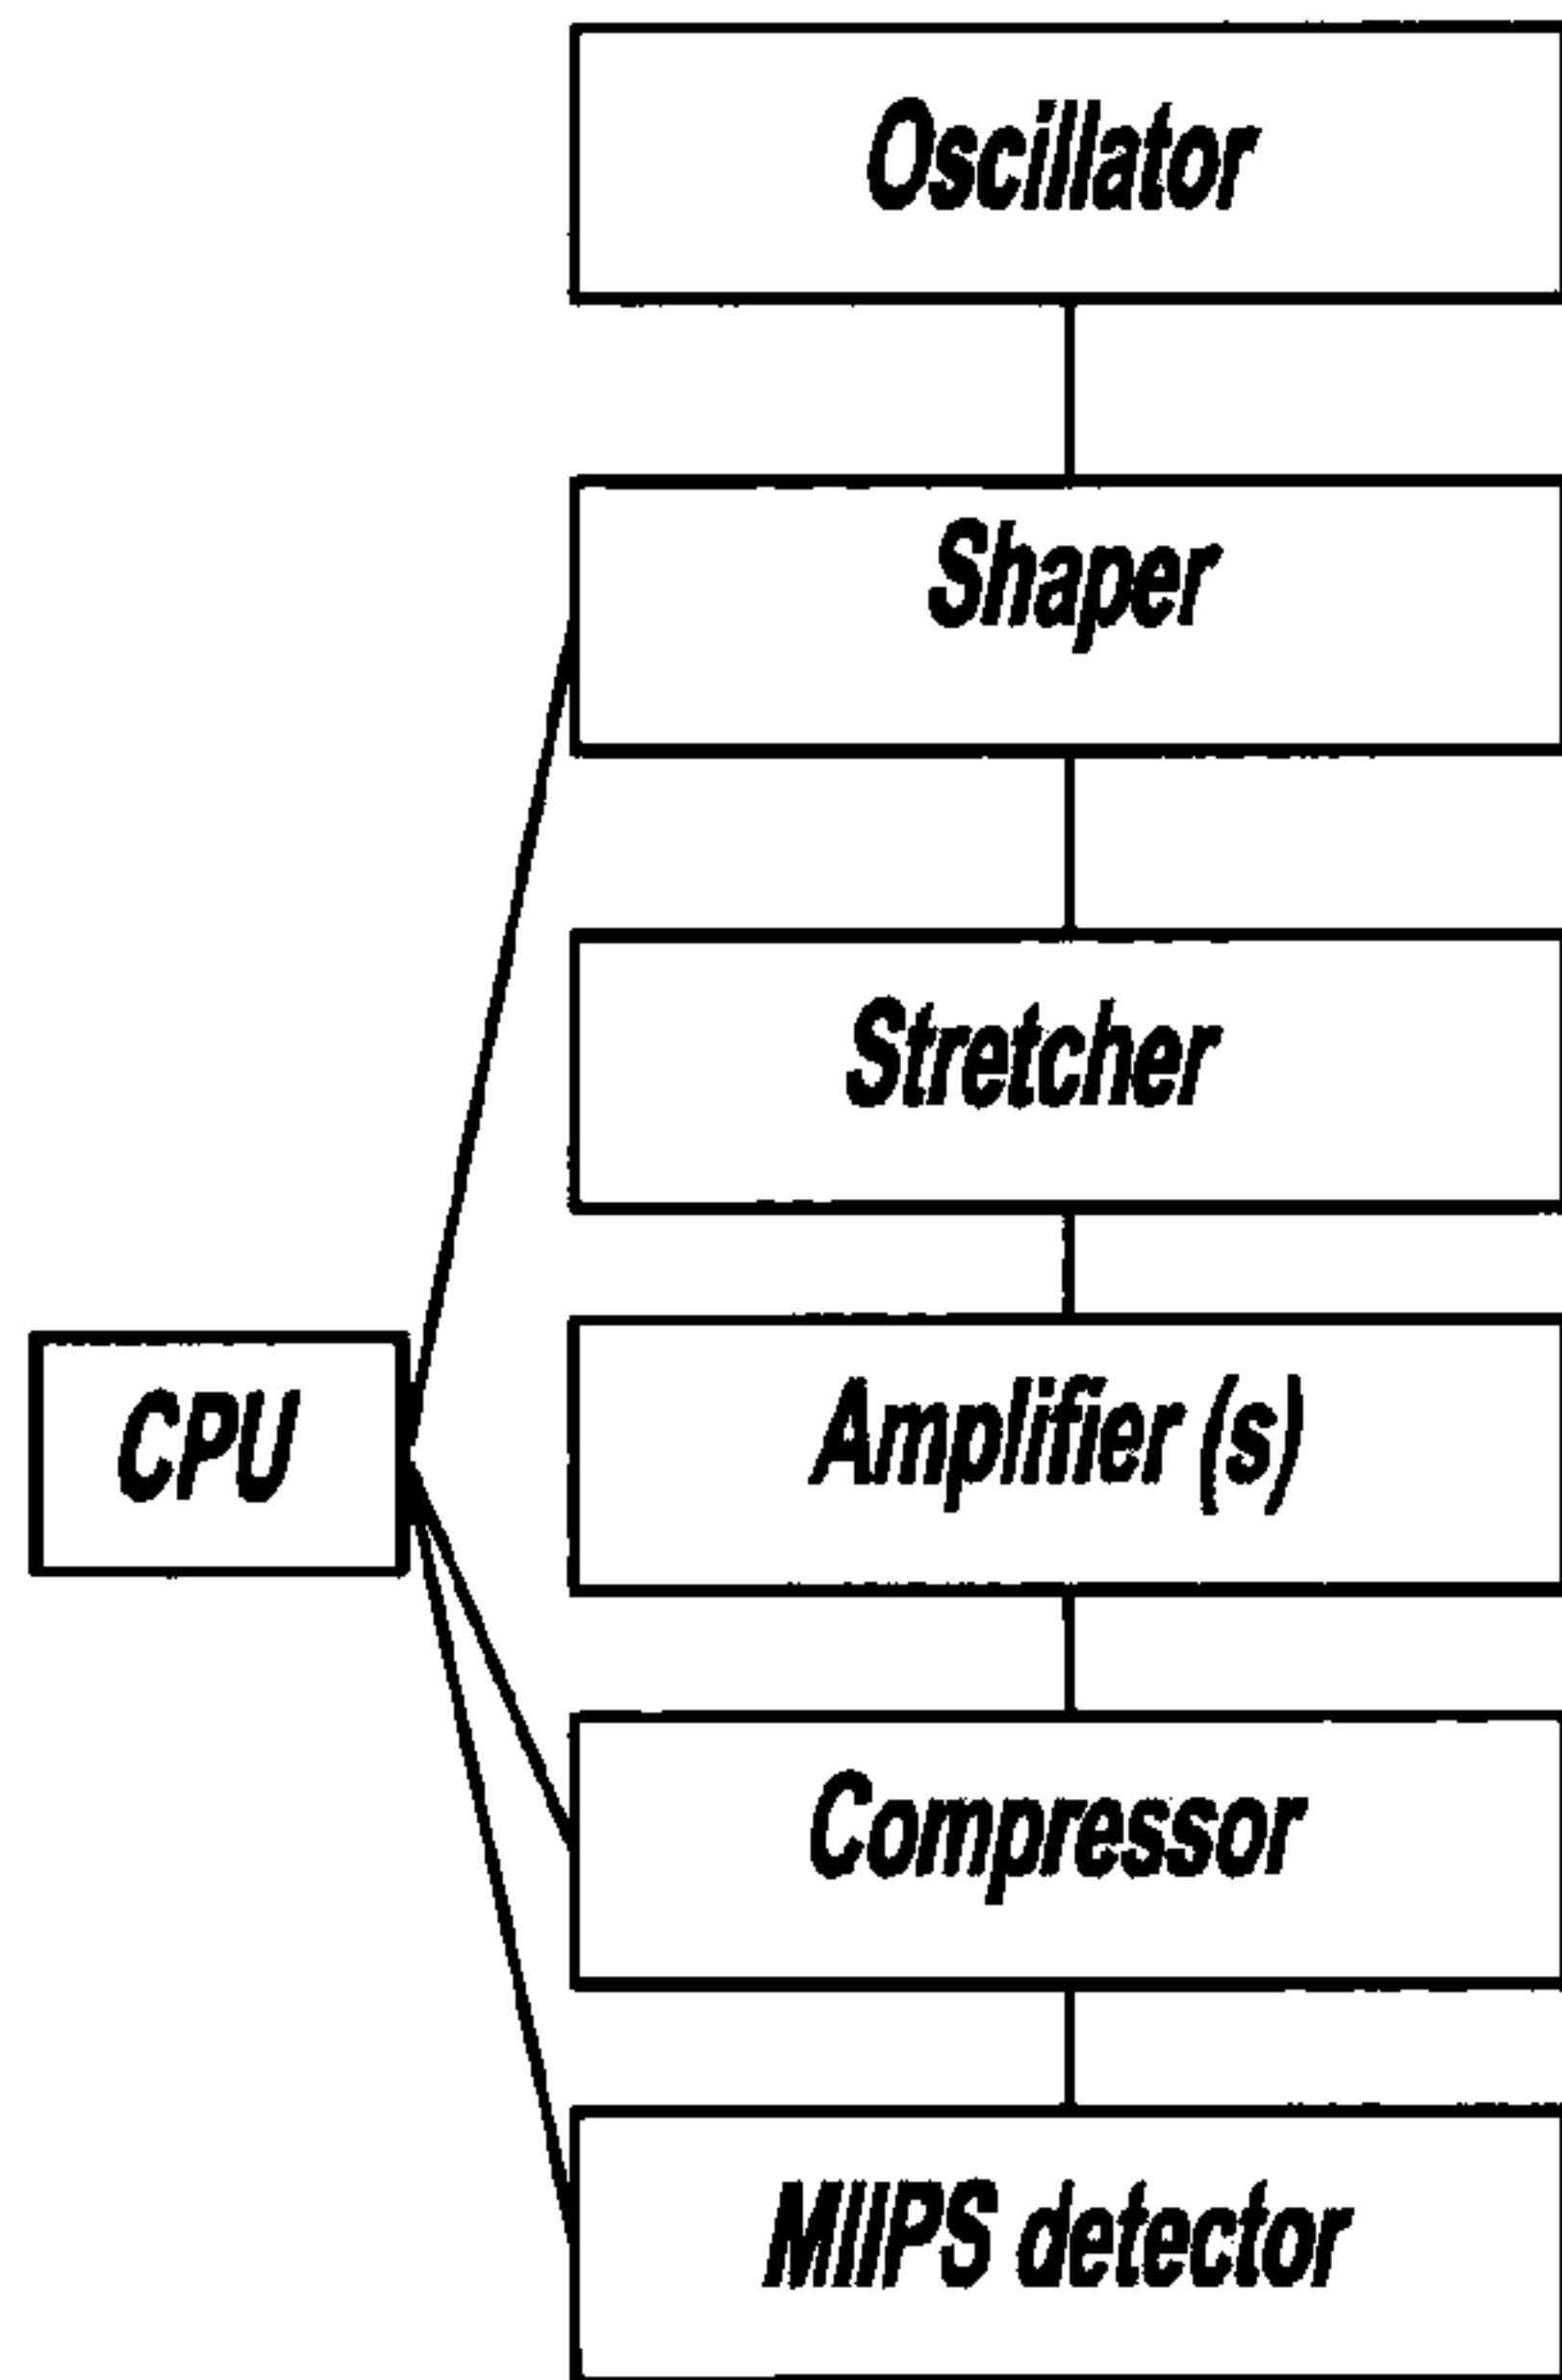 Oscillator
Shaper
Stretcher
CPU
Amplifier (s)
Compressor
MIIPS detector